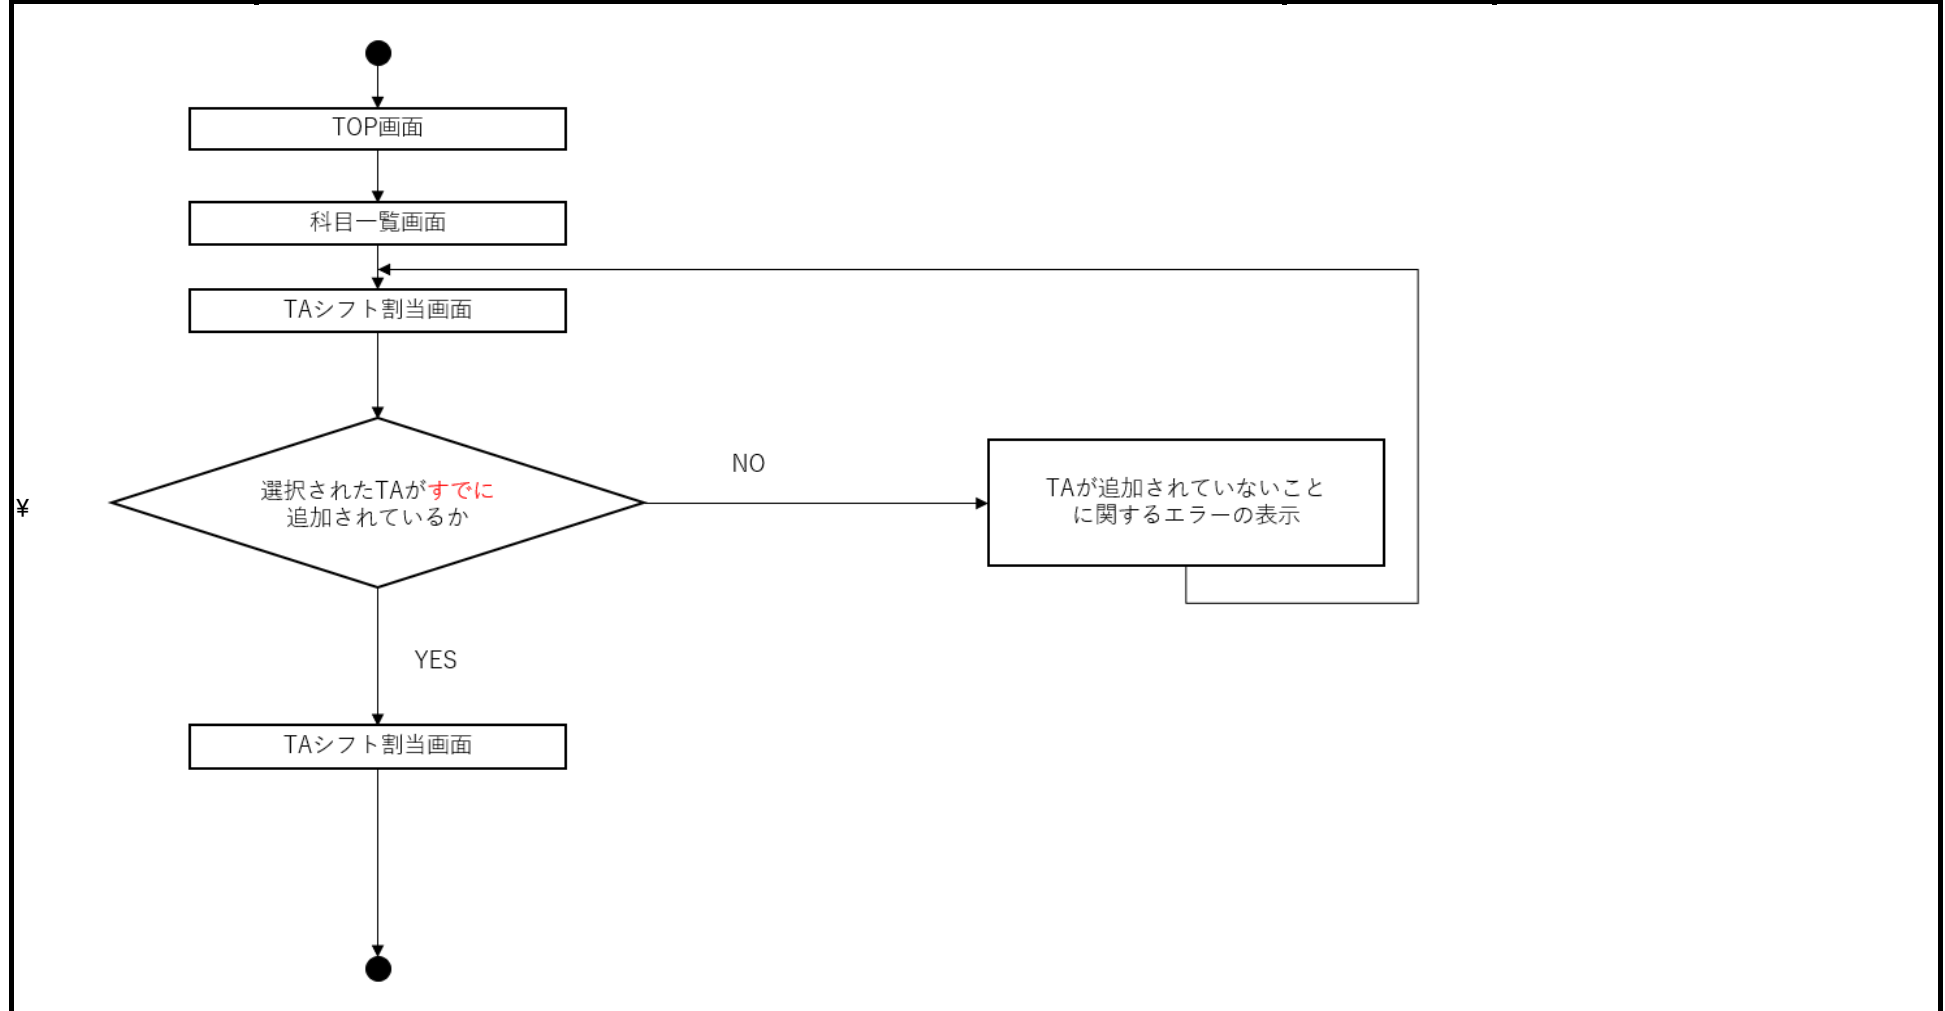 TOP画面
科目一覧画面
TAシフト割当画面
NO
選択されたTAがすでに
追加されているか
TAが追加されていないこと
に関するエラーの表示
¥
YES
TAシフト割当画面